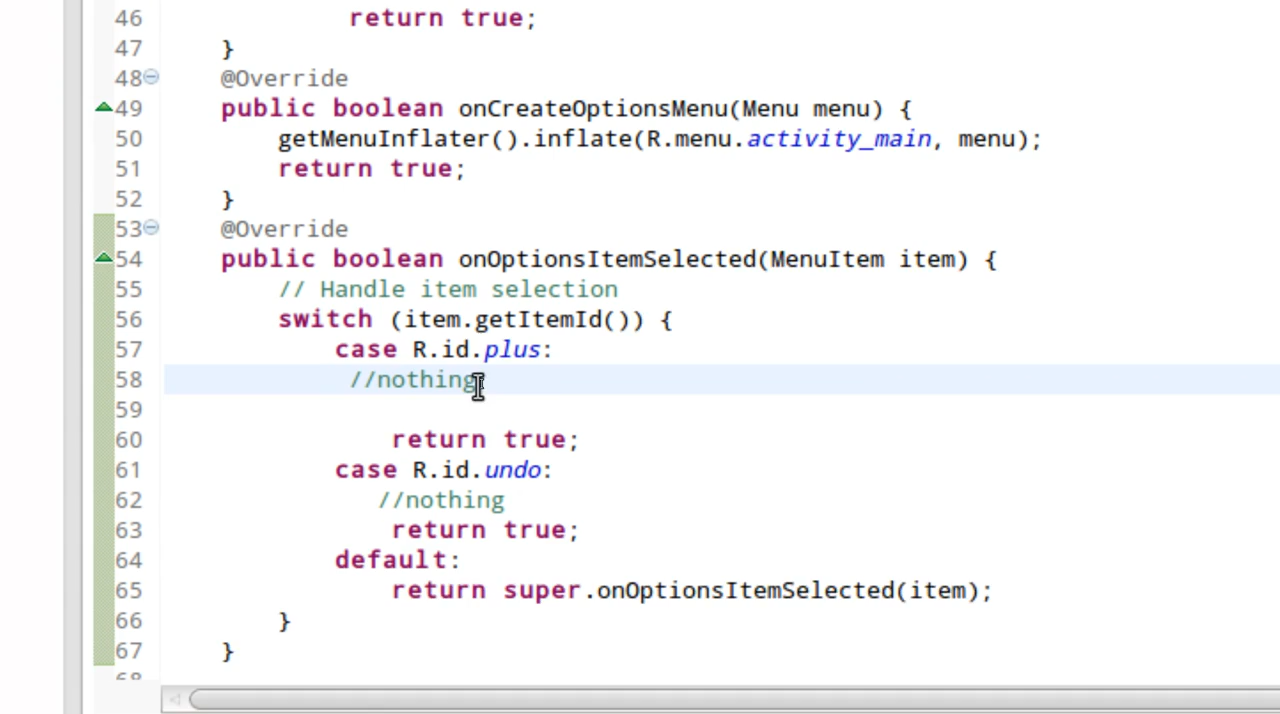 46 return true;
47 }
48 @Override
49 public boolean onCreateOptionsMenu(Menu menu) {
50 getMenuInflater().inflate(R.menu.activity_main, menu);
51 return true;
52 }
53 @Override
54 public boolean onOptionsItemSelected(MenuItem item) {
55 // Handle item selection
56 switch (item.getItemId()) {
57 case R.id.plus:
58 //nothing
59
60 return true;
61 case R.id.undo:
62 //nothing
63 return true;
64 default:
65 return super.onOptionsItemSelected(item);
66 }
67 }
68